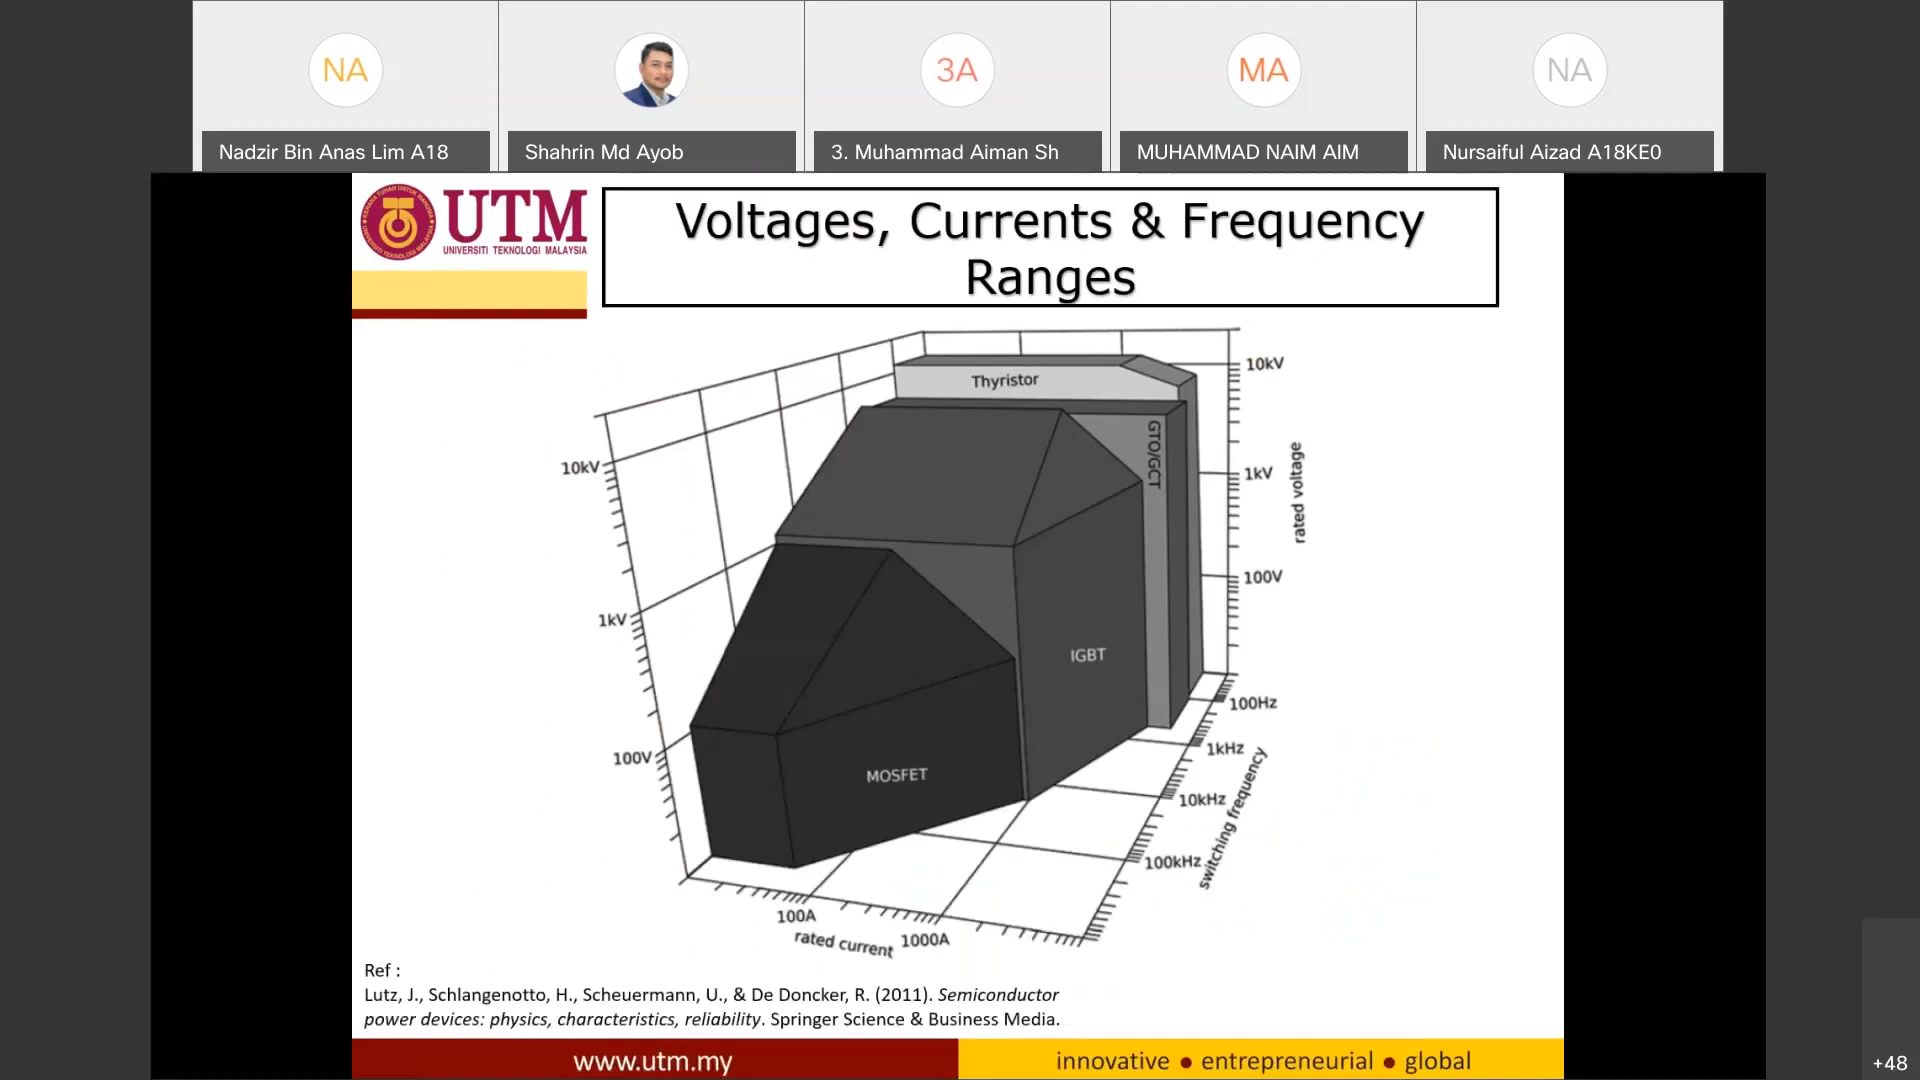 NA
3A
MA
NA
Nadzir Bin Anas Lim A18
Shahrin Md Ayob
3. Muhammad Aiman Sh
MUHAMMAD NAIM AIM
Nursaiful Aizad A18KE0
UTM
UNIVERSITI TEKNOLOGI MALAYSIA
Voltages, Currents & Frequency
Ranges
Thyristor
GTO/GCT
IGBT
MOSFET
10kV
1kV
100V
10kV
1kV
100V
rated voltage
100Hz
1kHz
10kHz
100kHz
switching frequency
100A
1000A
rated current
Ref :
Lutz, J., Schlangenotto, H., Scheuermann, U., & De Doncker, R. (2011). Semiconductor
power devices: physics, characteristics, reliability. Springer Science & Business Media.
www.utm.my
innovative ● entrepreneurial ● global
+48